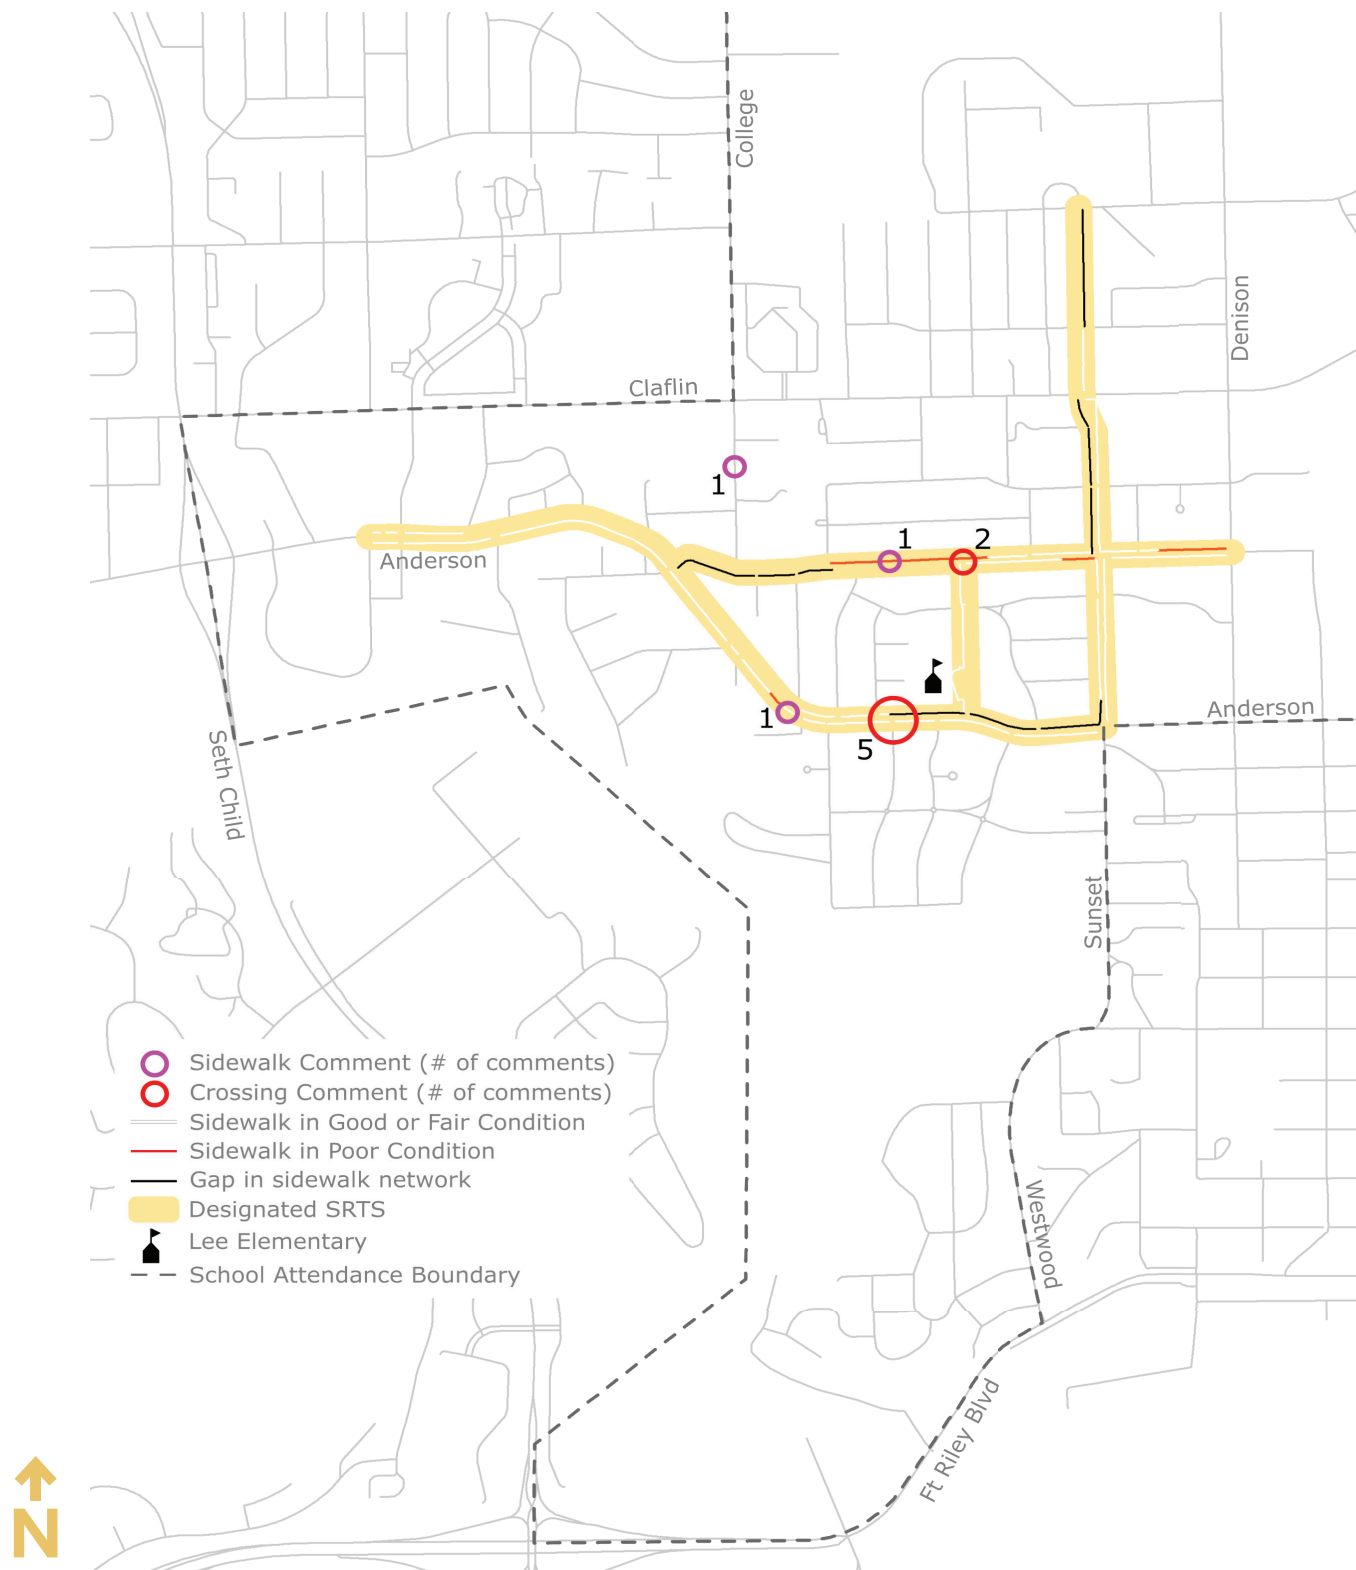 College
Denison
Claflin
1
1
2
Anderson
1
5
Anderson
Seth Child
Sunset
Sidewalk Comment (# of comments)
Crossing Comment (# of comments)
Sidewalk in Good or Fair Condition
Sidewalk in Poor Condition
Gap in sidewalk network
Designated SRTS
Lee Elementary
School Attendance Boundary
Westwood
Ft Riley Blvd
N